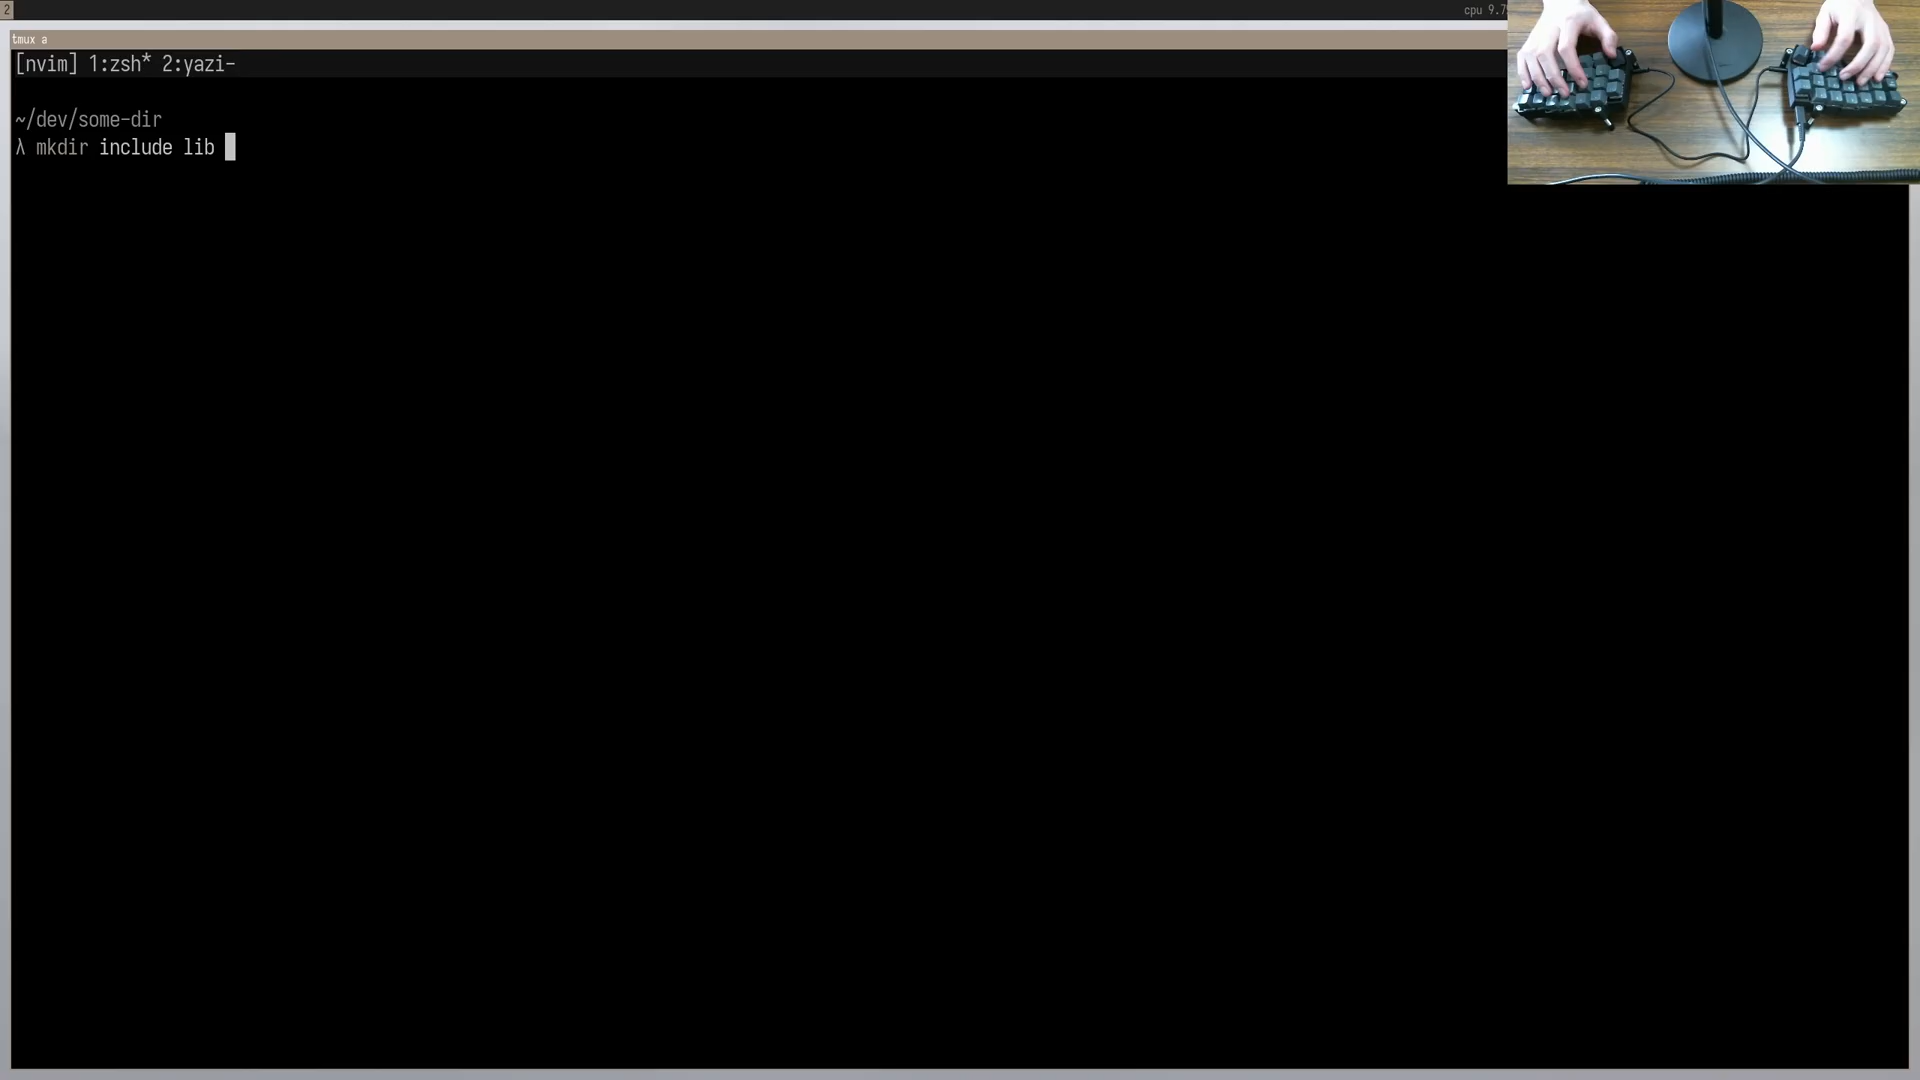 2
cpu 9.7
tmux a
[nvim] 1:zsh* 2:yazi-
~/dev/some-dir
λ mkdir include lib